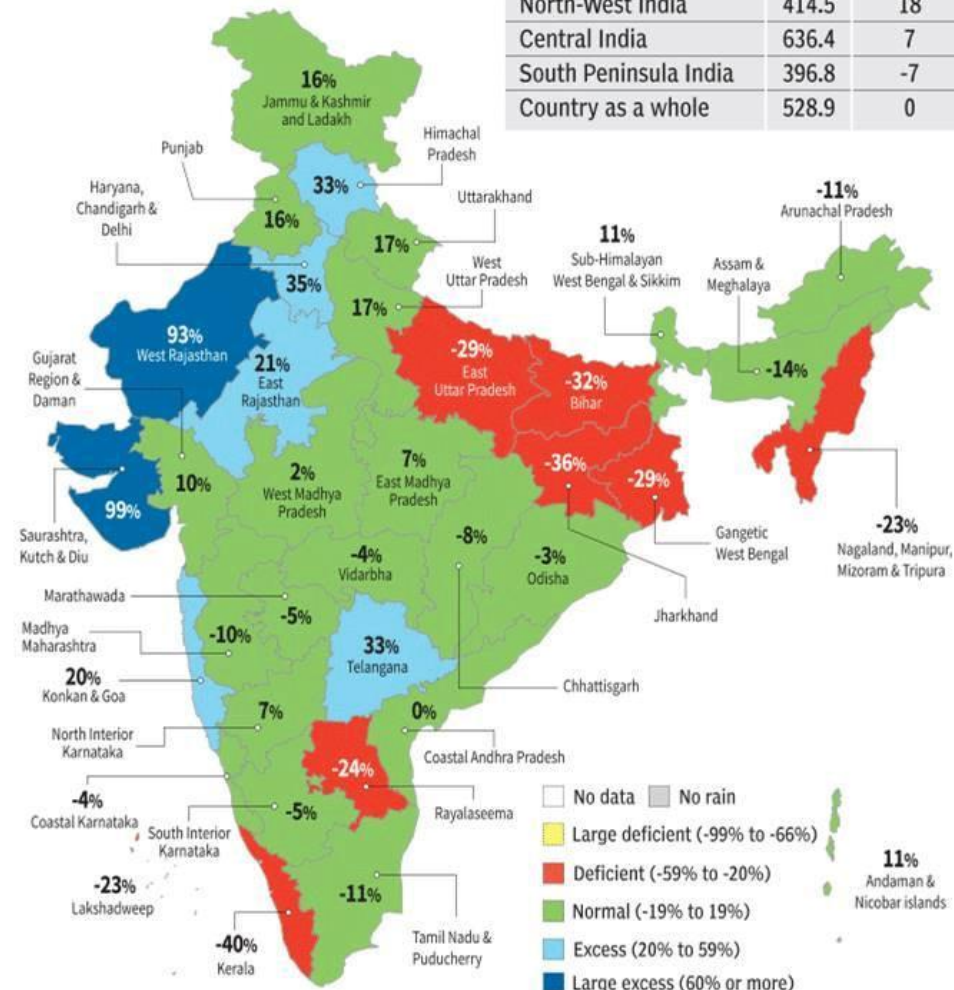 North-West India 414.5 18
Central India 636.4 7
South Peninsula India 396.8 -7
Country as a whole 528.9 0
16%
Jammu & Kashmir
and Ladakh
Himachal
Pradesh
33%
Punjab
16%
Haryana,
Chandigarh &
Delhi
35%
Uttarakhand
17%
West
Uttar Pradesh
17%
11%
Sub-Himalayan
West Bengal & Sikkim
Assam &
Meghalaya
-14%
-11%
Arunachal Pradesh
93%
West Rajasthan
21%
East
Rajasthan
-29%
East
Uttar Pradesh
-32%
Bihar
Gujarat
Region &
Daman
10%
99%
Saurashtra,
Kutch & Diu
2%
West Madhya
Pradesh
7%
East Madhya
Pradesh
-36%
-29%
Gangetic
West Bengal
Jharkhand
-23%
Nagaland, Manipur,
Mizoram & Tripura
-8%
-3%
Odisha
-4%
Vidarbha
Marathawada
-5%
Madhya
Maharashtra
-10%
33%
Telangana
Chhattisgarh
20%
Konkan & Goa
7%
North Interior
Karnataka
0%
Coastal Andhra Pradesh
-24%
Rayalaseema
-4%
Coastal Karnataka
South Interior
Karnataka
-5%
-23%
Lakshadweep
-40%
Kerala
-11%
Tamil Nadu &
Puducherry
No data No rain
Large deficient (-99% to -66%)
Deficient (-59% to -20%)
Normal (-19% to 19%)
Excess (20% to 59%)
Large excess (60% or more)
11%
Andaman &
Nicobar islands